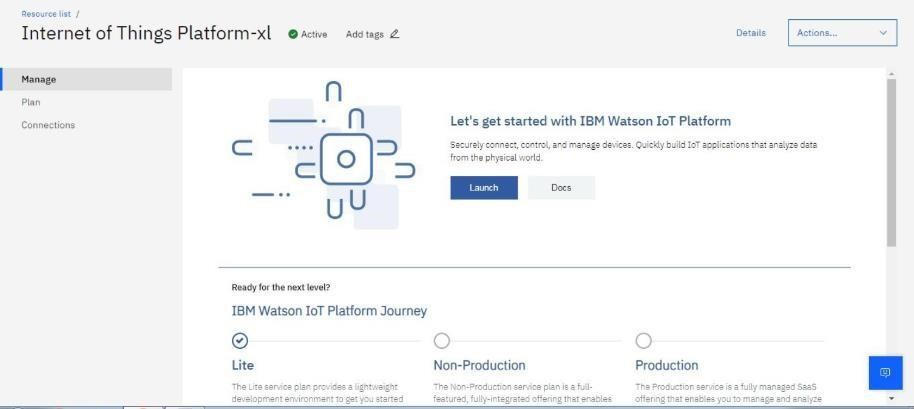 Resource list /
Internet of Things Platform-xl
Active
Add tags
Details
Actions...
Manage
Plan
Connections
Let's get started with IBM Watson IoT Platform
Securely connect, control, and manage devices. Quickly build IoT applications that analyze data
from the physical world.
Launch
Docs
Ready for the next level?
IBM Watson IoT Platform Journey
Lite
Non-Production
Production
The Lite service plan provides a lightweight
development environment to get you started
The Non-Production service plan is a full-
featured, fully-integrated offering that enables
The Production service is a fully managed SaaS
offering that enables you to manage and analyze